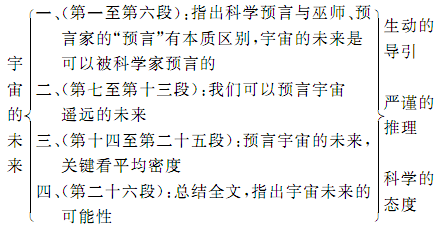 宇宙的未来
一、(第一至第六段):指出科学预言与巫师、预
言家的“预言”有本质区别,宇宙的未来是
可以被科学家预言的
二、(第七至第十三段):我们可以预言宇宙
遥远的未来
三、(第十四至第二十五段):预言宇宙的未来,
关键看平均密度
四、(第二十六段):总结全文,指出宇宙未来的
可能性
生动的
导引
严谨的
推理
科学的
态度